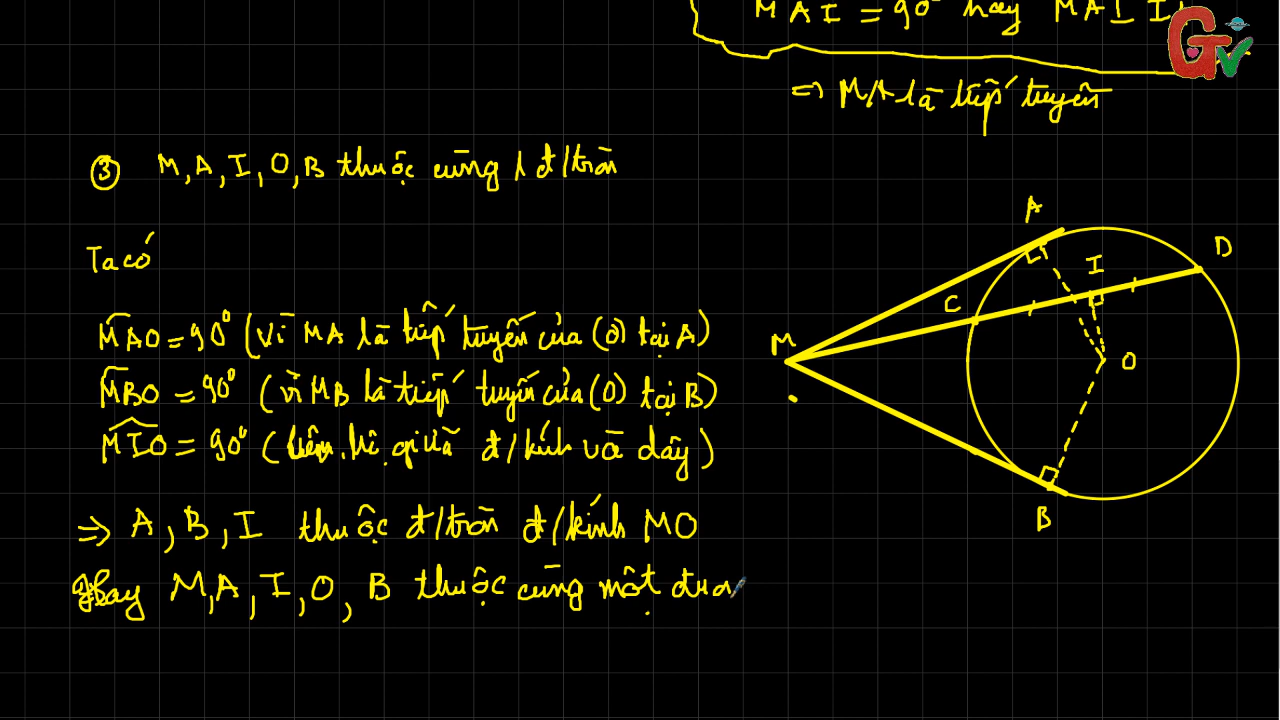 MAI = 90° hay MA⊥ I
GTV
=> MA là tiếp tuyến
③ M, A, I, O, B thuộc cùng 1 đ/tròn
Ta có
MAO = 90° (vì MA là tiếp tuyến của (O) tại A)
MBO = 90° (vì MB là tiếp tuyến của (O) tại B)
MIO = 90° (liên hệ giữa đ/kính và dây)
=> A, B, I thuộc đ/tròn đ/kính MO
Hay M, A, I, O, B thuộc cùng một đườ
A
D
I
C
M
O
B